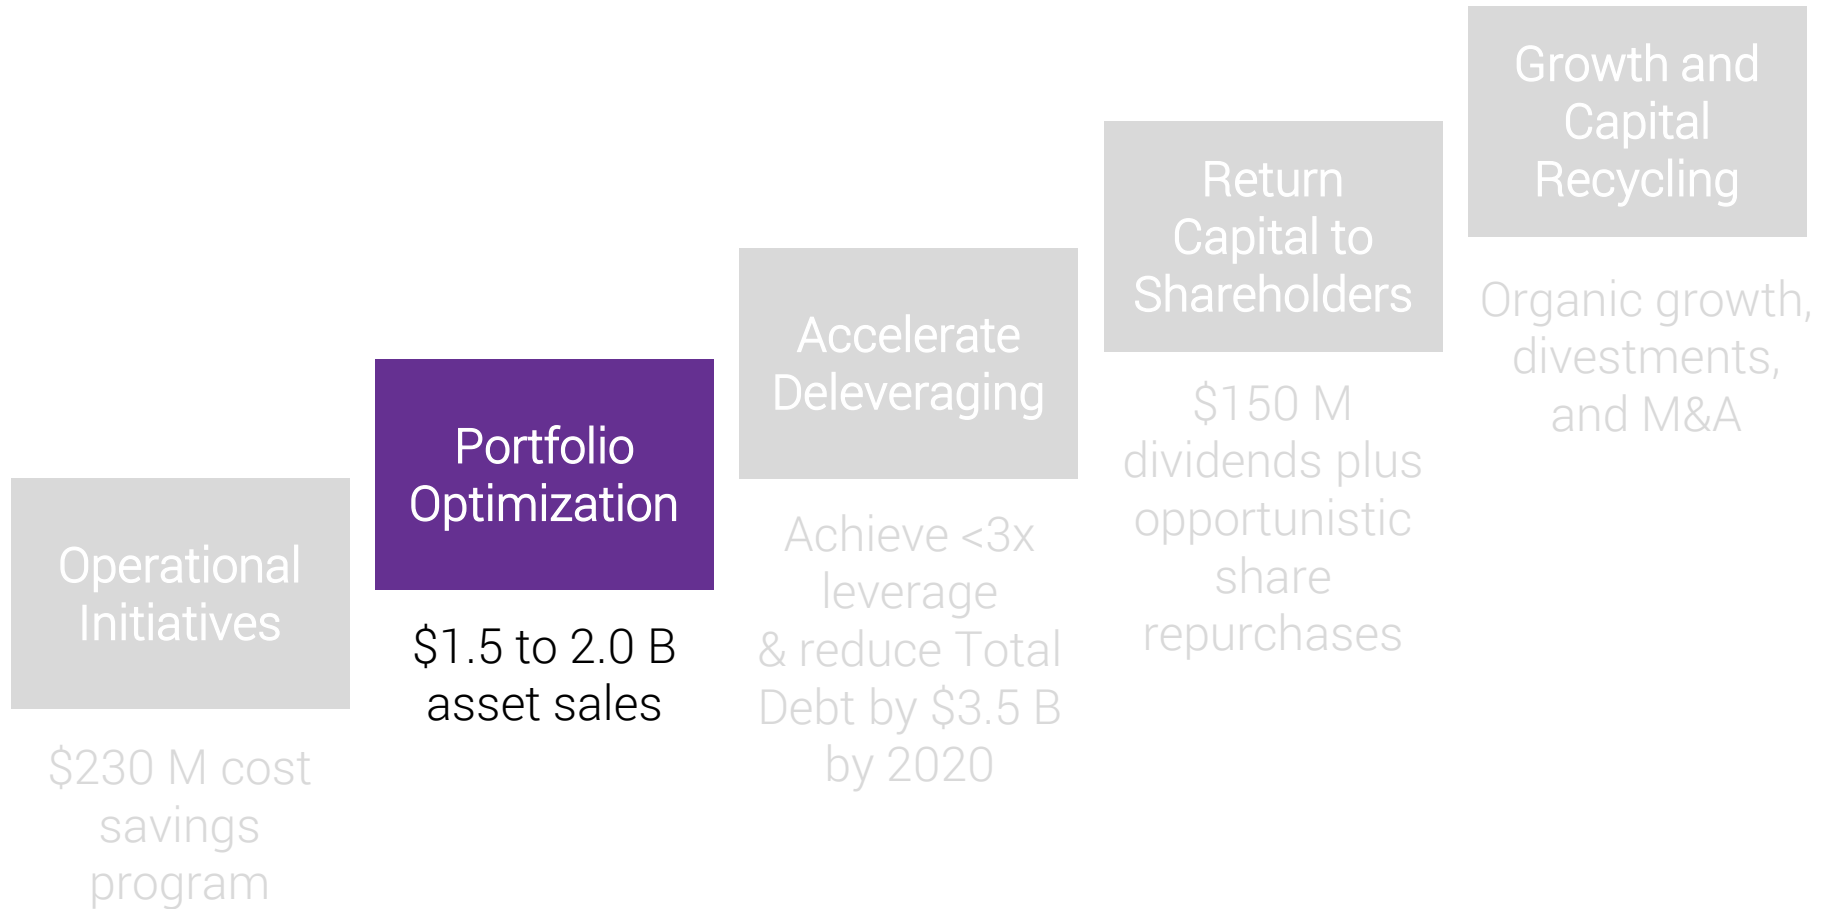 Operational
Initiatives
$230 M cost
savings
program
Portfolio
Optimization
$1.5 to 2.0 B
asset sales
Accelerate
Deleveraging
Achieve <3x
leverage
& reduce Total
Debt by $3.5 B
by 2020
Return
Capital to
Shareholders
$150 M
dividends plus
opportunistic
share
repurchases
Growth and
Capital
Recycling
Organic growth,
divestments,
and M&A